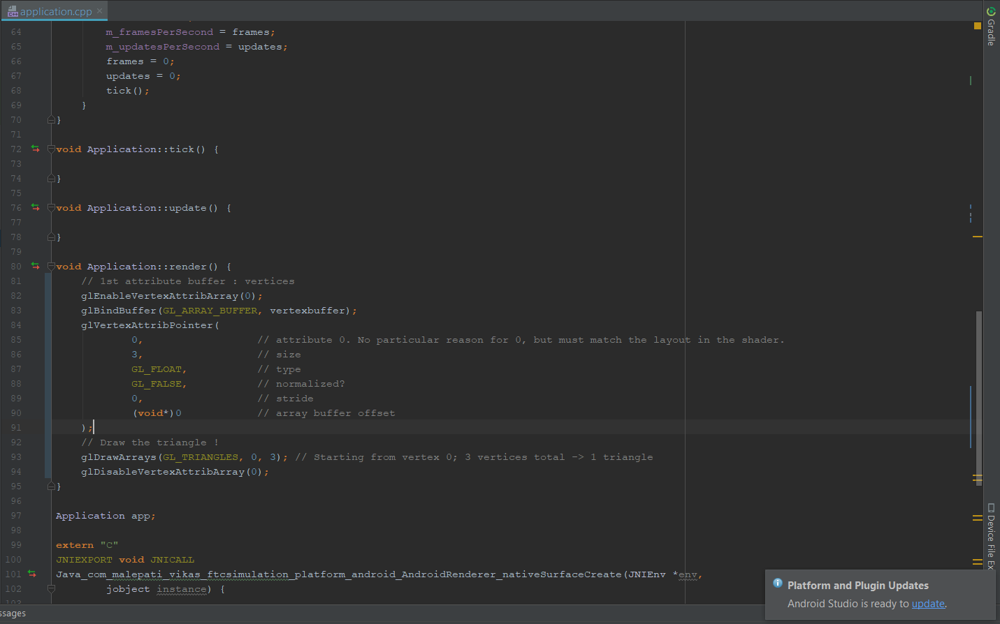 application.cpp
64 m_framesPerSecond = frames;
65 m_updatesPerSecond = updates;
66 frames = 0;
67 updates = 0;
68 tick();
69 }
70 }
71
72 void Application::tick() {
73
74 }
75
76 void Application::update() {
77
78 }
79
80 void Application::render() {
81 // 1st attribute buffer : vertices
82 glEnableVertexAttribArray(0);
83 glBindBuffer(GL_ARRAY_BUFFER, vertexbuffer);
84 glVertexAttribPointer(
85 0, // attribute 0. No particular reason for 0, but must match the layout in the shader.
86 3, // size
87 GL_FLOAT, // type
88 GL_FALSE, // normalized?
89 0, // stride
90 (void*)0 // array buffer offset
91 );
92 // Draw the triangle !
93 glDrawArrays(GL_TRIANGLES, 0, 3); // Starting from vertex 0; 3 vertices total -> 1 triangle
94 glDisableVertexAttribArray(0);
95 }
96
97 Application app;
98
99 extern "C"
100 JNIEXPORT void JNICALL
101 Java_com_malepati_vikas_ftcsimulation_platform_android_AndroidRenderer_nativeSurfaceCreate(JNIEnv *env,
102 jobject instance) {
Gradle
Device File Ex
Platform and Plugin Updates
Android Studio is ready to update.
ssages